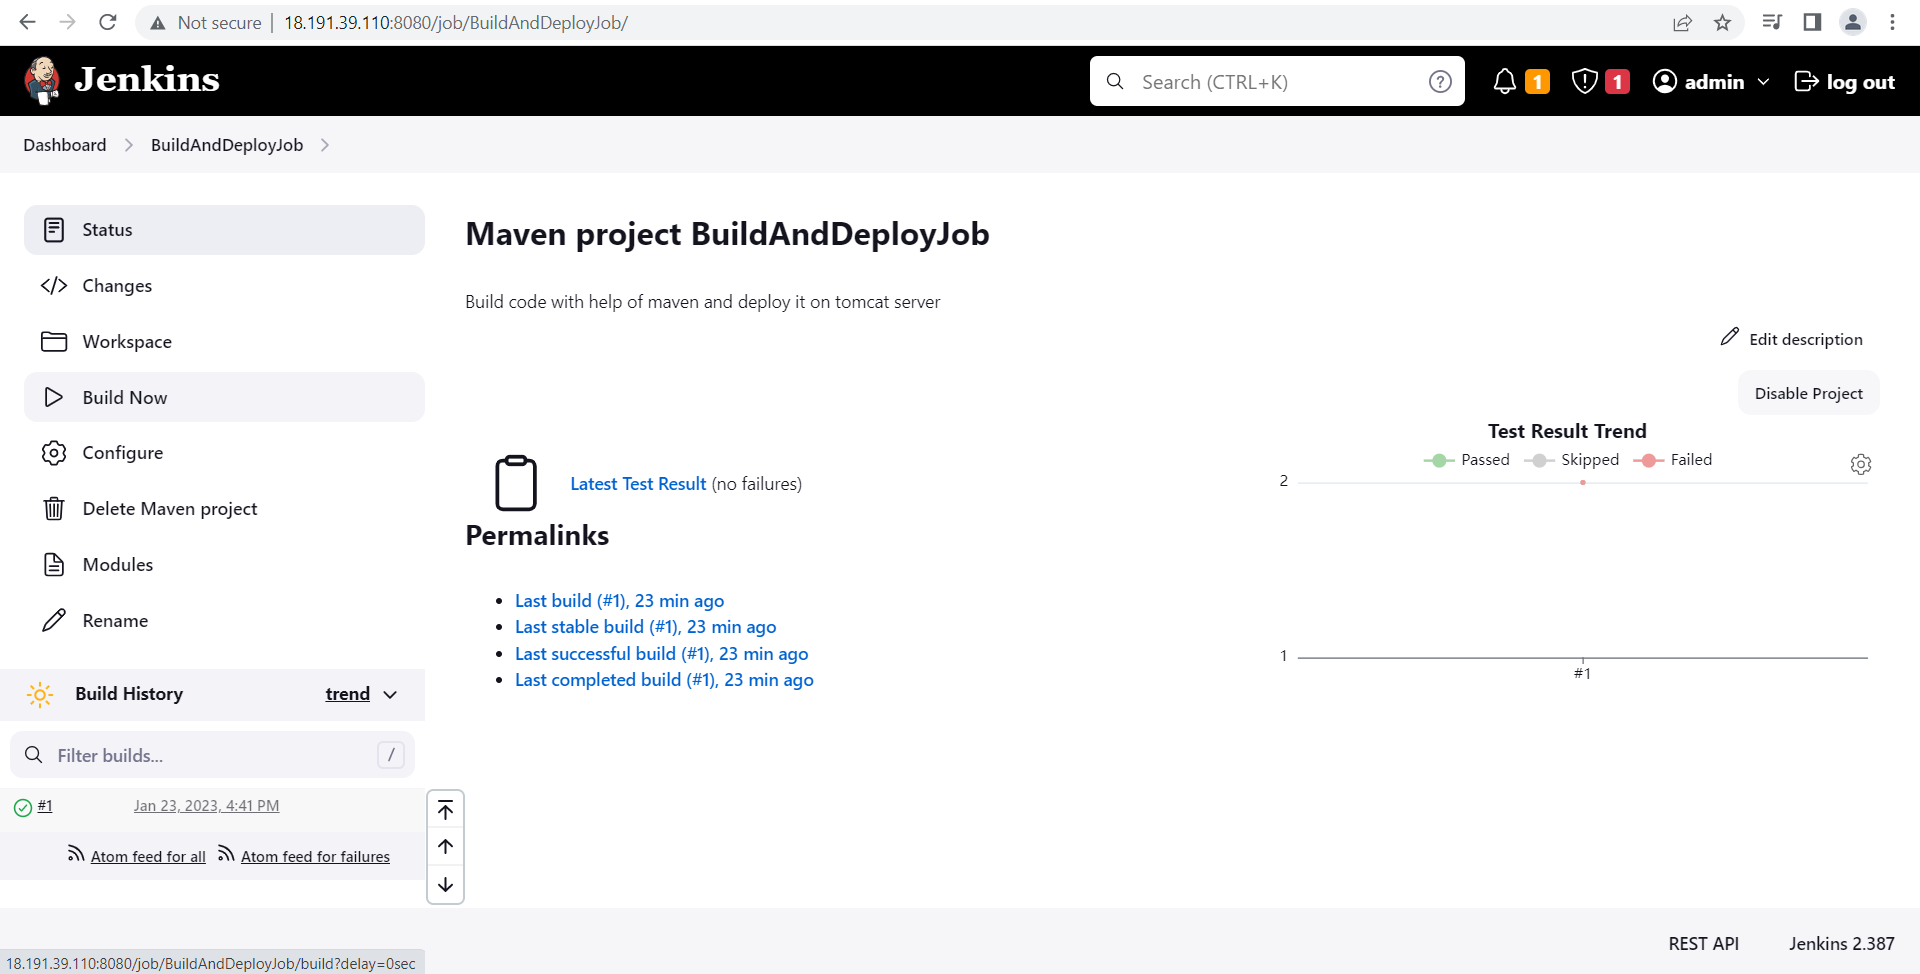 Not secure | 18.191.39.110:8080/job/BuildAndDeployJob/
Jenkins
Search (CTRL+K)
?
1
1
admin
log out
Dashboard
BuildAndDeployJob
Status
Changes
Workspace
Build Now
Configure
Delete Maven project
Modules
Rename
Build History
trend
Filter builds...
/
#1
Jan 23, 2023, 4:41 PM
Atom feed for all
Atom feed for failures
Maven project BuildAndDeployJob
Build code with help of maven and deploy it on tomcat server
Edit description
Disable Project
Latest Test Result (no failures)
Permalinks
Last build (#1), 23 min ago
Last stable build (#1), 23 min ago
Last successful build (#1), 23 min ago
Last completed build (#1), 23 min ago
Test Result Trend
Passed
Skipped
Failed
2
1
#1
REST API
Jenkins 2.387
18.191.39.110:8080/job/BuildAndDeployJob/build?delay=0sec